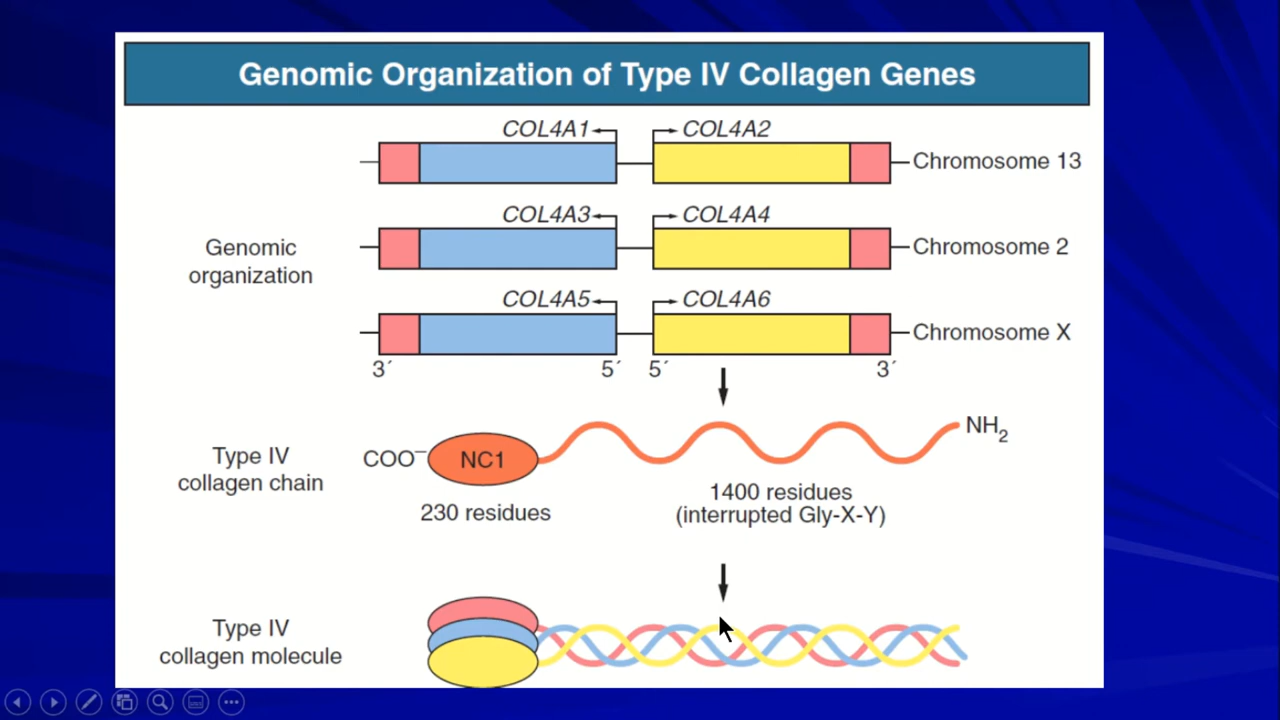 Genomic Organization of Type IV Collagen Genes
COL4A1
COL4A2
Chromosome 13
COL4A3
COL4A4
Chromosome 2
Genomic
organization
COL4A5
COL4A6
Chromosome X
3´
5´
5´
3´
Type IV
collagen chain
COO⁻
NC1
NH₂
230 residues
1400 residues
(interrupted Gly-X-Y)
Type IV
collagen molecule